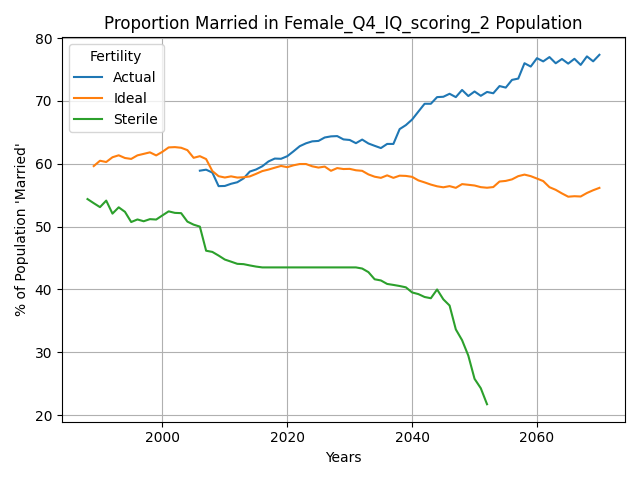 Proportion Married in Female_Q4_IQ_scoring_2 Population
Fertility
Actual
Ideal
Sterile
% of Population 'Married'
80
70
60
50
40
30
20
2000
2020
2040
2060
Years